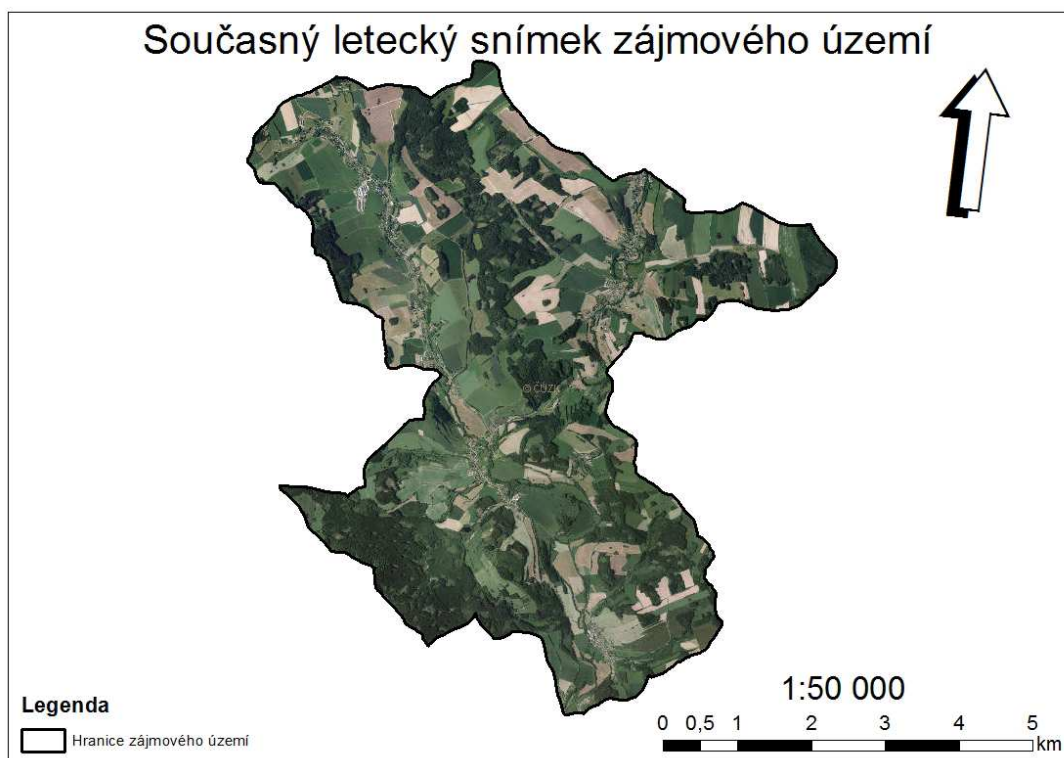 Současný letecký snímek zájmového území
© ČÚZK
Legenda
Hranice zájmového území
1:50 000
0 0,5 1 2 3 4 5
km